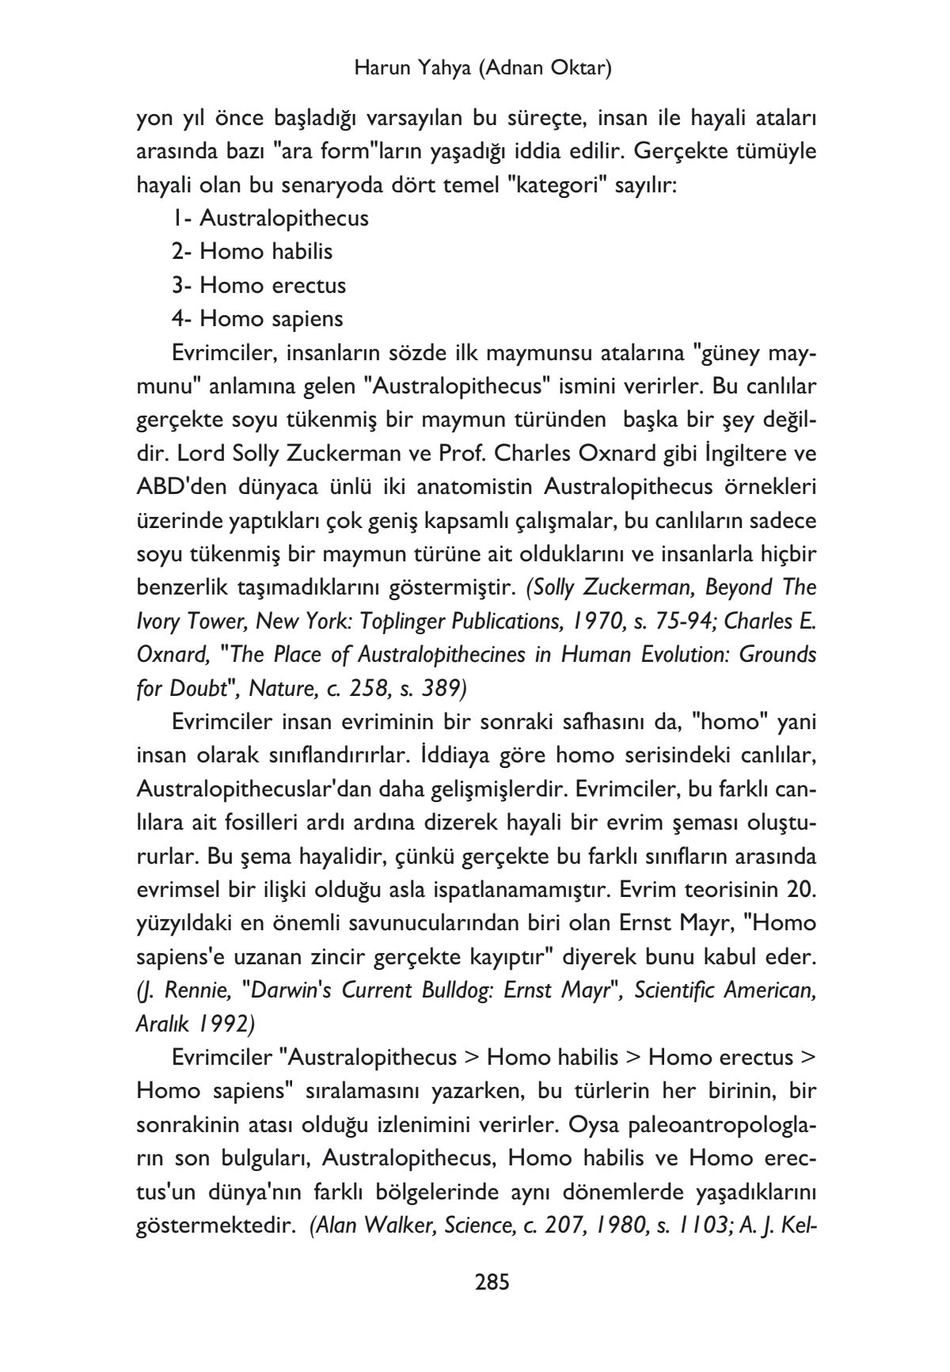 Harun Yahya (Adnan Oktar)
yon yıl önce başladığı varsayılan bu süreçte, insan ile hayali ataları
arasında bazı "ara form"ların yaşadığı iddia edilir. Gerçekte tümüyle
hayali olan bu senaryoda dört temel "kategori" sayılır:
1- Australopithecus
2- Homo habilis
3- Homo erectus
4- Homo sapiens
Evrimciler, insanların sözde ilk maymunsu atalarına "güney may-
munu" anlamına gelen "Australopithecus" ismini verirler. Bu canlılar
gerçekte soyu tükenmiş bir maymun türünden başka bir şey değil-
dir. Lord Solly Zuckerman ve Prof. Charles Oxnard gibi İngiltere ve
ABD'den dünyaca ünlü iki anatomistin Australopithecus örnekleri
üzerinde yaptıkları çok geniş kapsamlı çalışmalar, bu canlıların sadece
soyu tükenmiş bir maymun türüne ait olduklarını ve insanlarla hiçbir
benzerlik taşımadıklarını göstermiştir. (Solly Zuckerman, Beyond The
Ivory Tower, New York: Toplinger Publications, 1970, s. 75-94; Charles E.
Oxnard, "The Place of Australopithecines in Human Evolution: Grounds
for Doubt", Nature, c. 258, s. 389)
Evrimciler insan evriminin bir sonraki safhasını da, "homo" yani
insan olarak sınıflandırırlar. İddiaya göre homo serisindeki canlılar,
Australopithecuslar'dan daha gelişmişlerdir. Evrimciler, bu farklı can-
lılara ait fosilleri ardı ardına dizerek hayali bir evrim şeması oluştu-
rurlar. Bu şema hayalidir, çünkü gerçekte bu farklı sınıfların arasında
evrimsel bir ilişki olduğu asla ispatlanamamıştır. Evrim teorisinin 20.
yüzyıldaki en önemli savunucularından biri olan Ernst Mayr, "Homo
sapiens'e uzanan zincir gerçekte kayıptır" diyerek bunu kabul eder.
(J. Rennie, "Darwin's Current Bulldog: Ernst Mayr", Scientific American,
Aralık 1992)
Evrimciler "Australopithecus > Homo habilis > Homo erectus >
Homo sapiens" sıralamasını yazarken, bu türlerin her birinin, bir
sonrakinin atası olduğu izlenimini verirler. Oysa paleoantropologla-
rın son bulguları, Australopithecus, Homo habilis ve Homo erec-
tus'un dünya'nın farklı bölgelerinde aynı dönemlerde yaşadıklarını
göstermektedir. (Alan Walker, Science, c. 207, 1980, s. 1103; A. J. Kel-
285